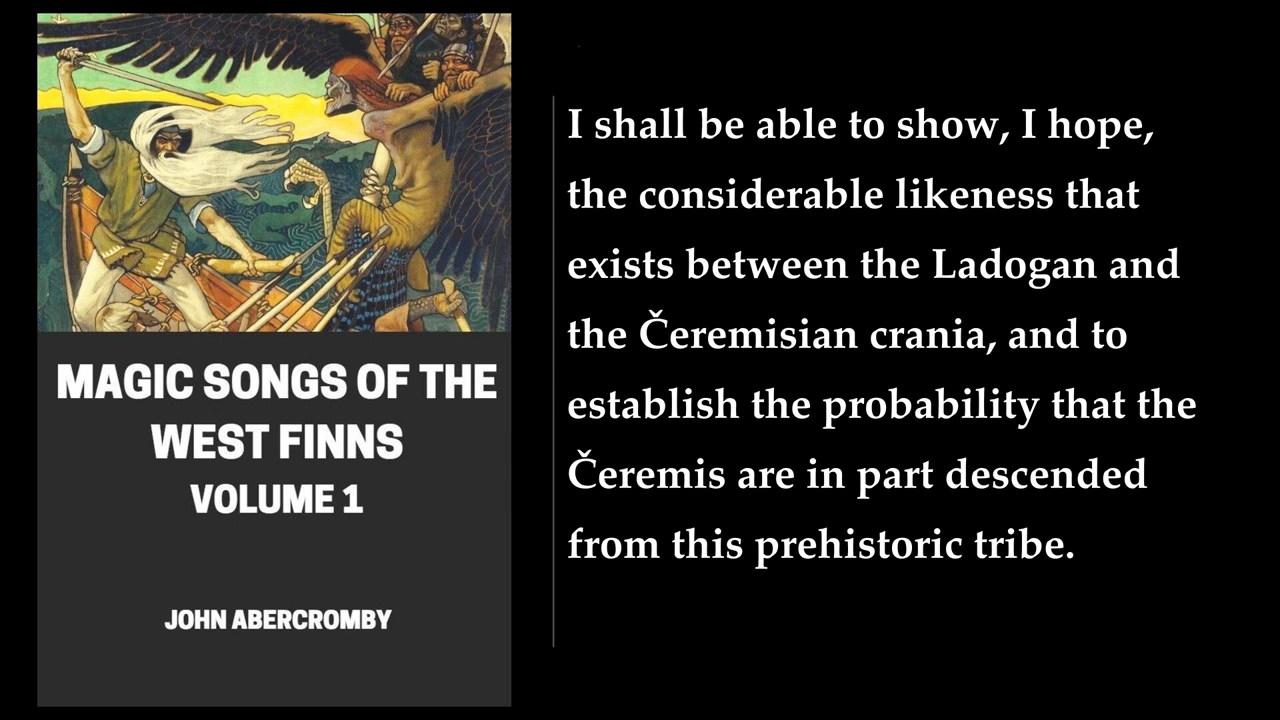 MAGIC SONGS OF THE
WEST FINNS
VOLUME 1
JOHN ABERCROMBY
I shall be able to show, I hope,
the considerable likeness that
exists between the Ladogan and
the Čeremisian crania, and to
establish the probability that the
Čeremis are in part descended
from this prehistoric tribe.